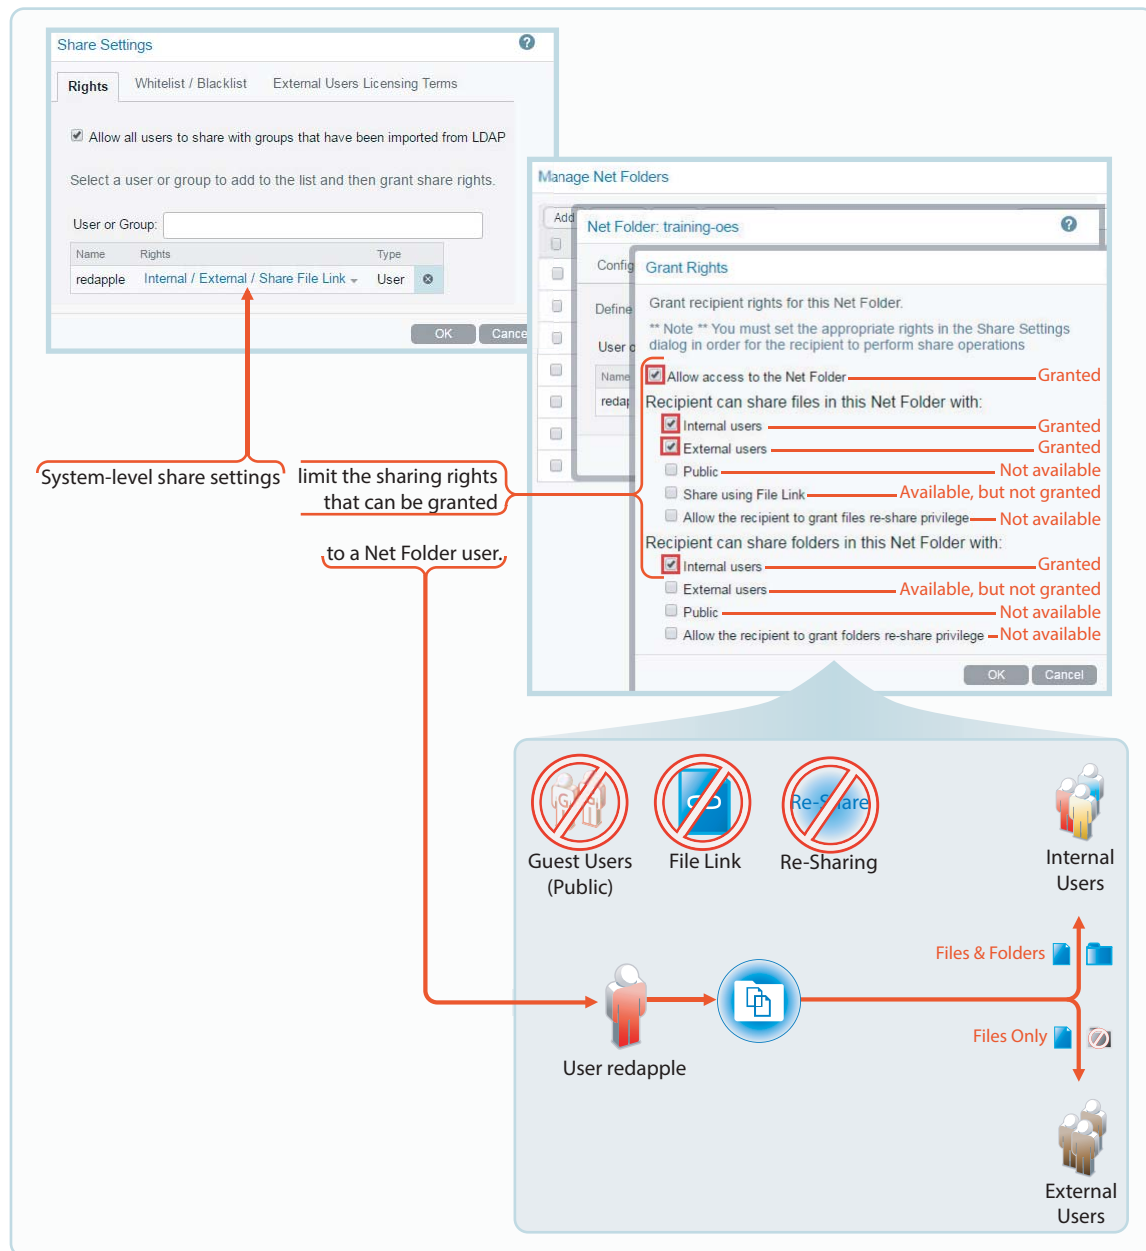 Share Settings
Rights
Whitelist / Blacklist
External Users Licensing Terms
Allow all users to share with groups that have been imported from LDAP
Select a user or group to add to the list and then grant share rights.
User or Group:
Name Rights Type
redapple Internal / External / Share File Link User
OK Cance
Manage Net Folders
Add
Net Folder: training-oes
Config
Define
User o
Name
redap
Grant Rights
Grant recipient rights for this Net Folder.
** Note ** You must set the appropriate rights in the Share Settings
dialog in order for the recipient to perform share operations
Allow access to the Net Folder Granted
Recipient can share files in this Net Folder with:
Internal users Granted
External users Granted
Public Not available
Share using File Link Available, but not granted
Allow the recipient to grant files re-share privilege Not available
Recipient can share folders in this Net Folder with:
Internal users Granted
External users Available, but not granted
Public Not available
Allow the recipient to grant folders re-share privilege Not available
OK Cancel
System-level share settings
limit the sharing rights
that can be granted
to a Net Folder user.
G G
Re-Share
Guest Users
(Public)
File Link
Re-Sharing
Internal
Users
Files & Folders
Files Only
User redapple
External
Users